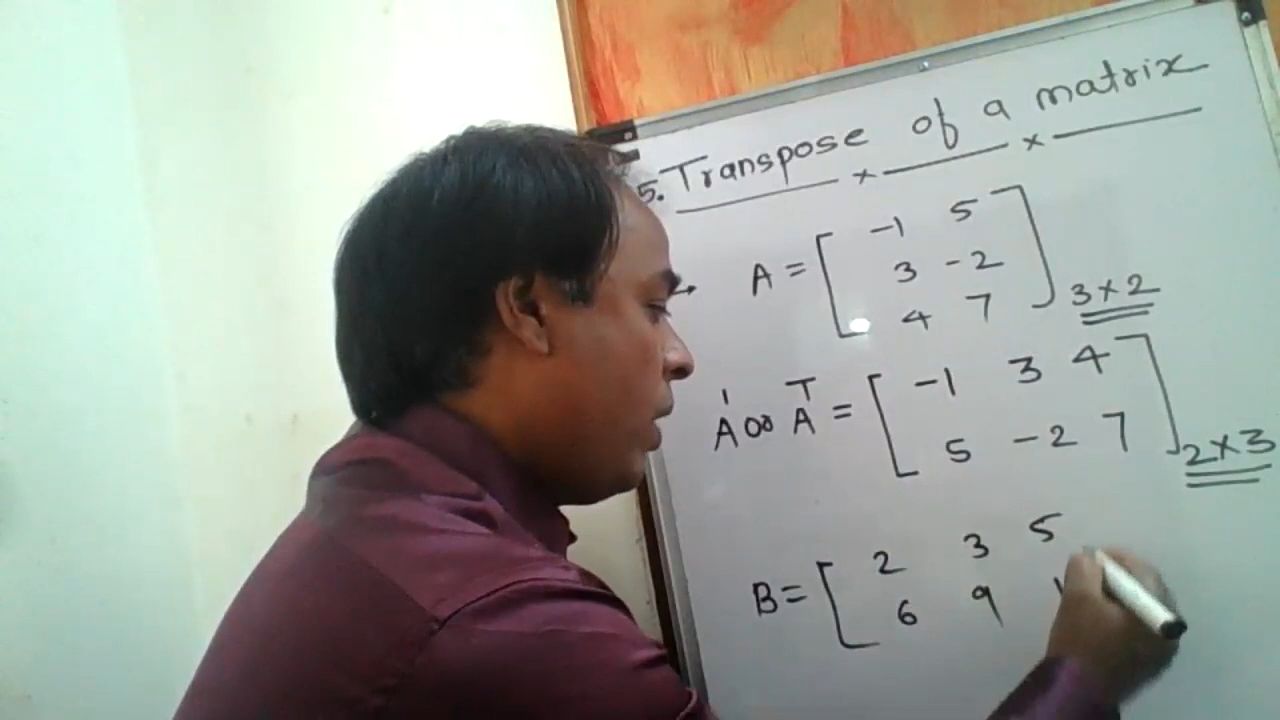 5. Transpose of a matrix
A = [ -1 5
3 -2
4 7 ] 3×2
A' or Aᵀ = [ -1 3 4
5 -2 7 ] 2×3
B = [ 2 3 5
6 9